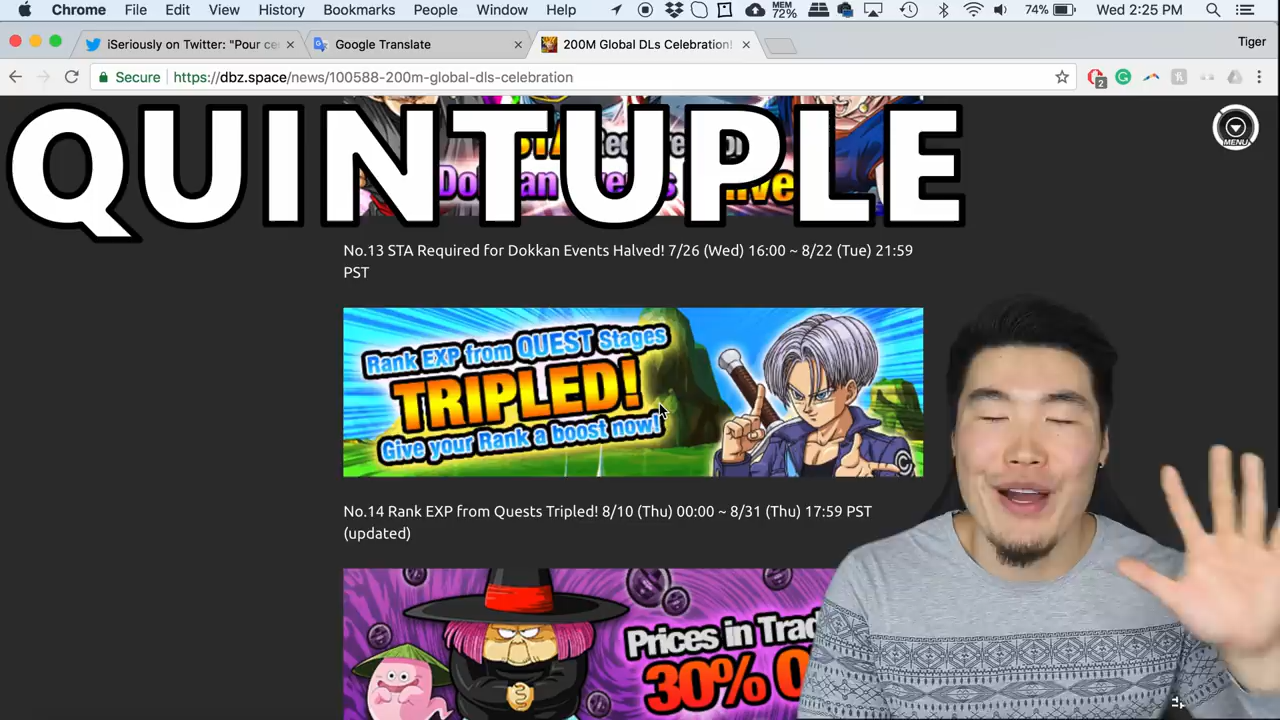 Chrome File Edit View History Bookmarks People Window Help MEM 72% 74% Wed 2:25 PM
iSeriously on Twitter: "Pour ce Google Translate 200M Global DLs Celebration! Tiger
Secure https://dbz.space/news/100588-200m-global-dls-celebration 2
QUINTUPLE
MENU
No.13 STA Required for Dokkan Events Halved! 7/26 (Wed) 16:00 ~ 8/22 (Tue) 21:59
PST
Rank EXP from QUEST Stages
TRIPLED!
Give your Rank a boost now!
No.14 Rank EXP from Quests Tripled! 8/10 (Thu) 00:00 ~ 8/31 (Thu) 17:59 PST
(updated)
Prices in Trad
30% O